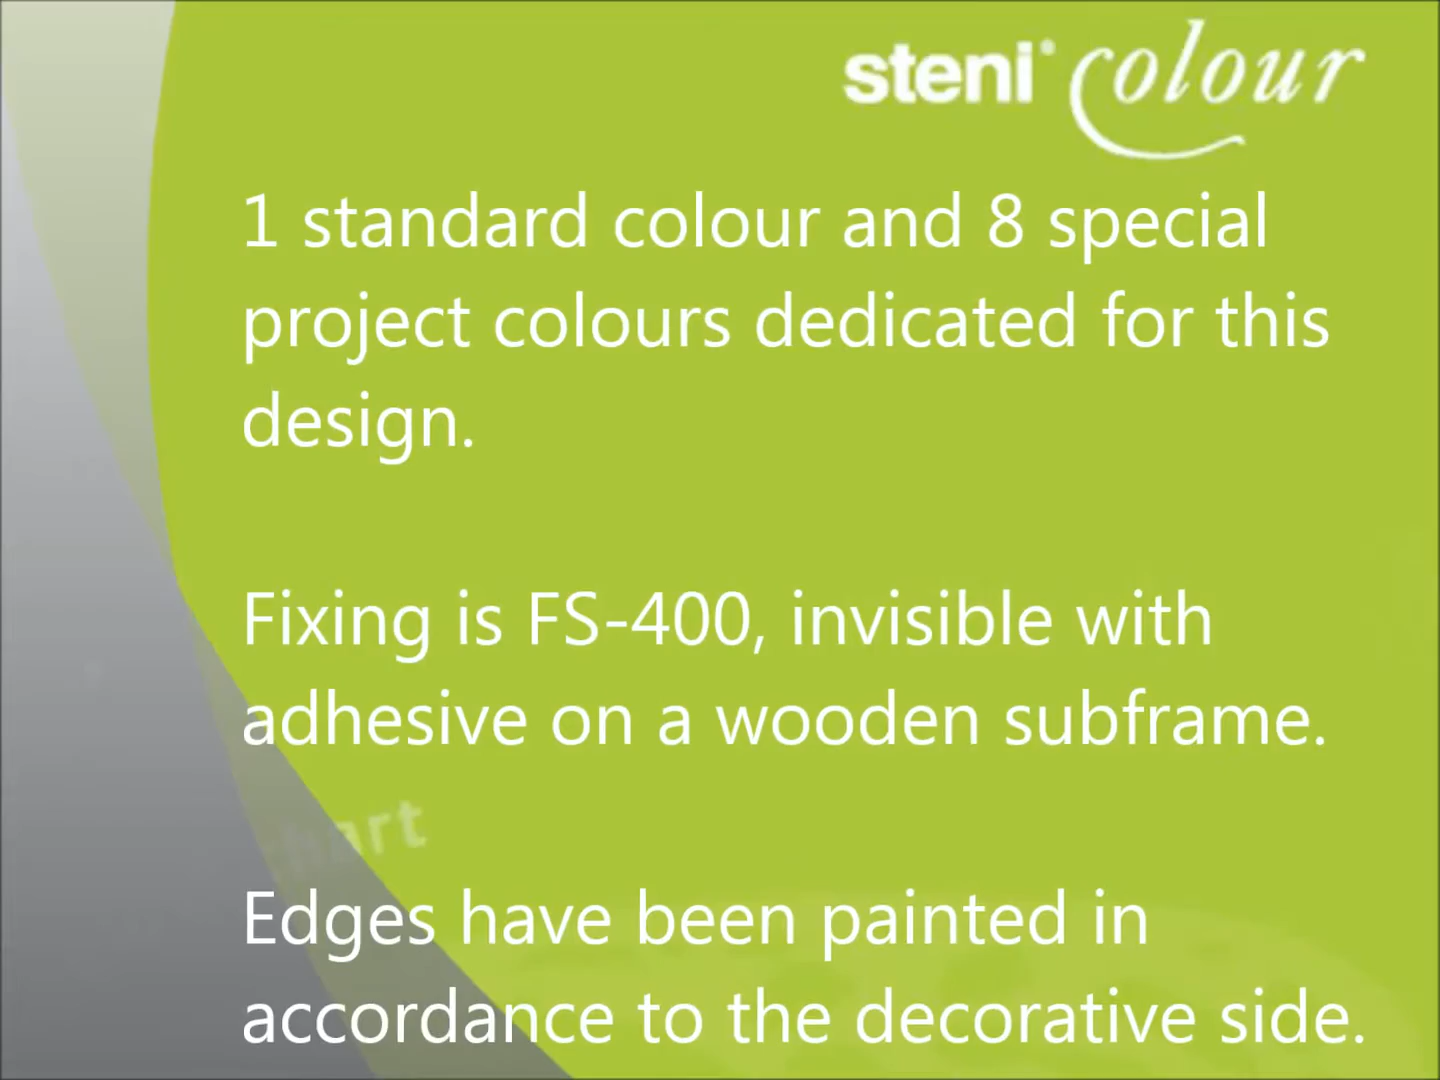 steni colour
1 standard colour and 8 special
project colours dedicated for this
design.
Fixing is FS-400, invisible with
adhesive on a wooden subframe.
hart
Edges have been painted in
accordance to the decorative side.